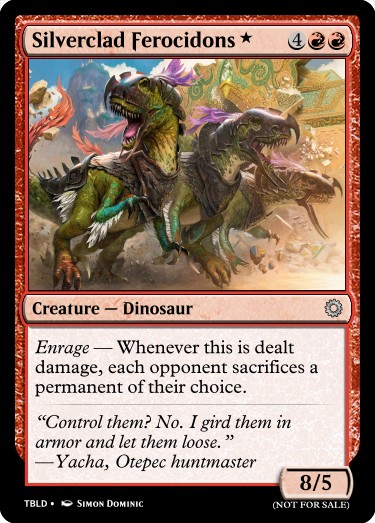 Silverclad Ferocidons★ 4
Creature — Dinosaur
Enrage — Whenever this is dealt
damage, each opponent sacrifices a
permanent of their choice.
“Control them? No. I gird them in
armor and let them loose.”
—Yacha, Otepec huntmaster
8/5
TBLD • Simon Dominic
(NOT FOR SALE)